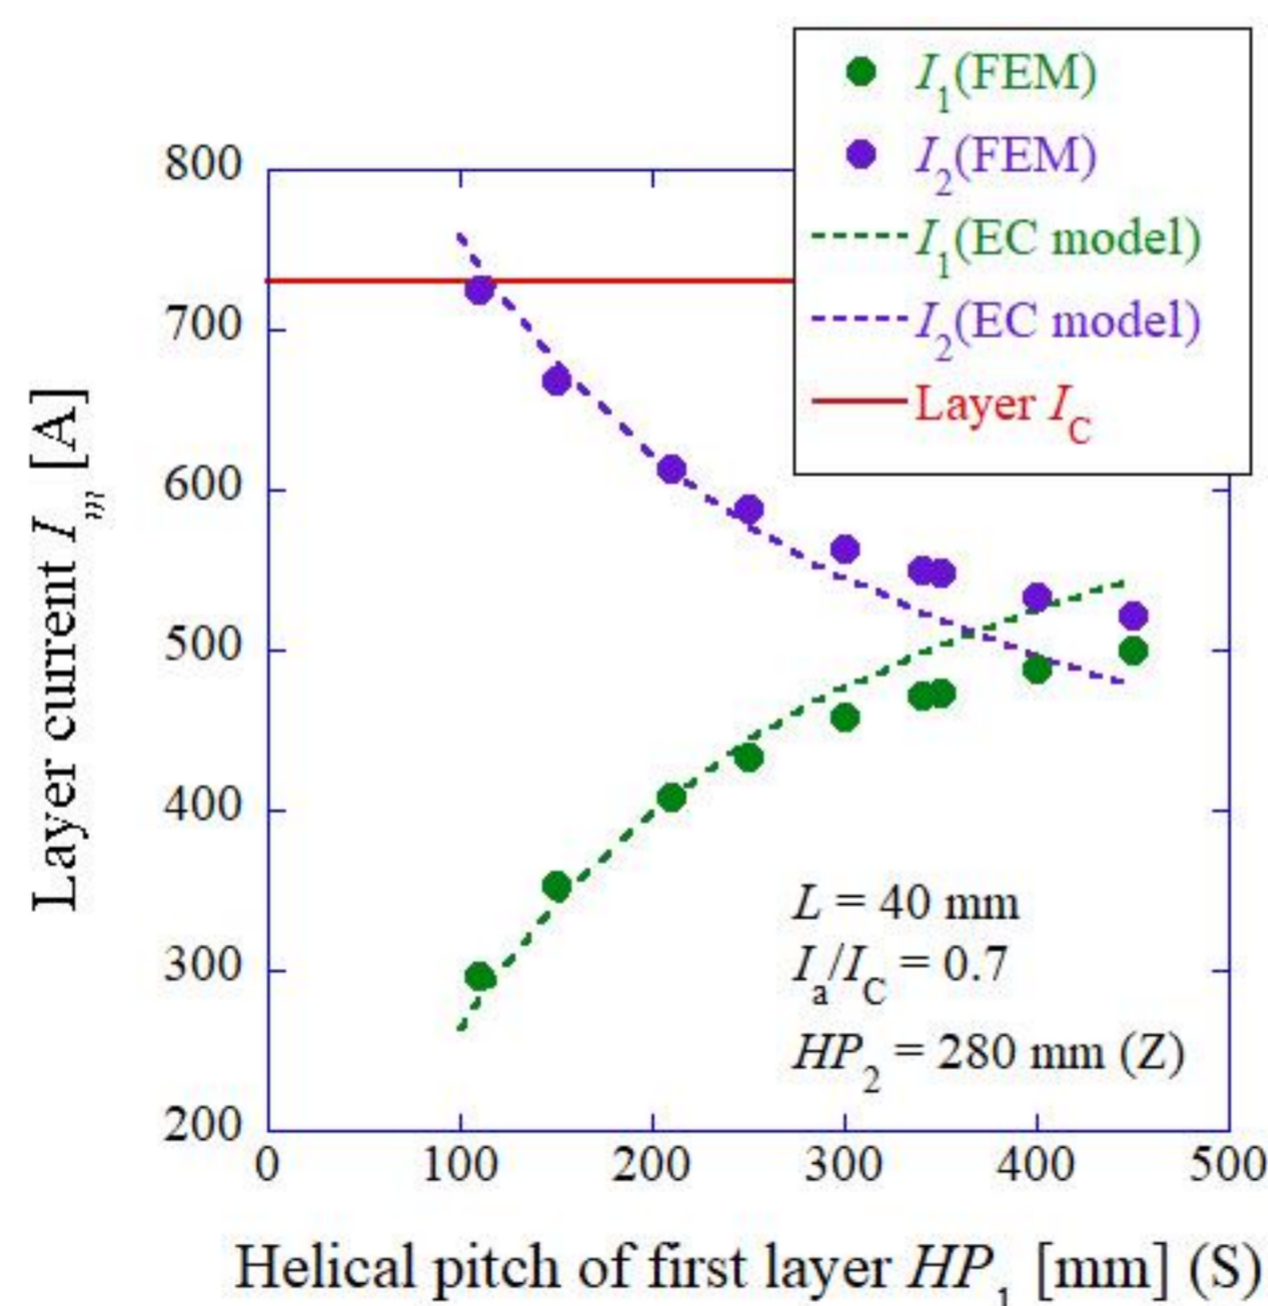 I1(FEM)
I2(FEM)
I1(EC model)
I2(EC model)
Layer IC
800
700
600
500
400
300
200
Layer current Im [A]
L = 40 mm
Ia/IC = 0.7
HP2 = 280 mm (Z)
0 100 200 300 400 500
Helical pitch of first layer HP1 [mm] (S)